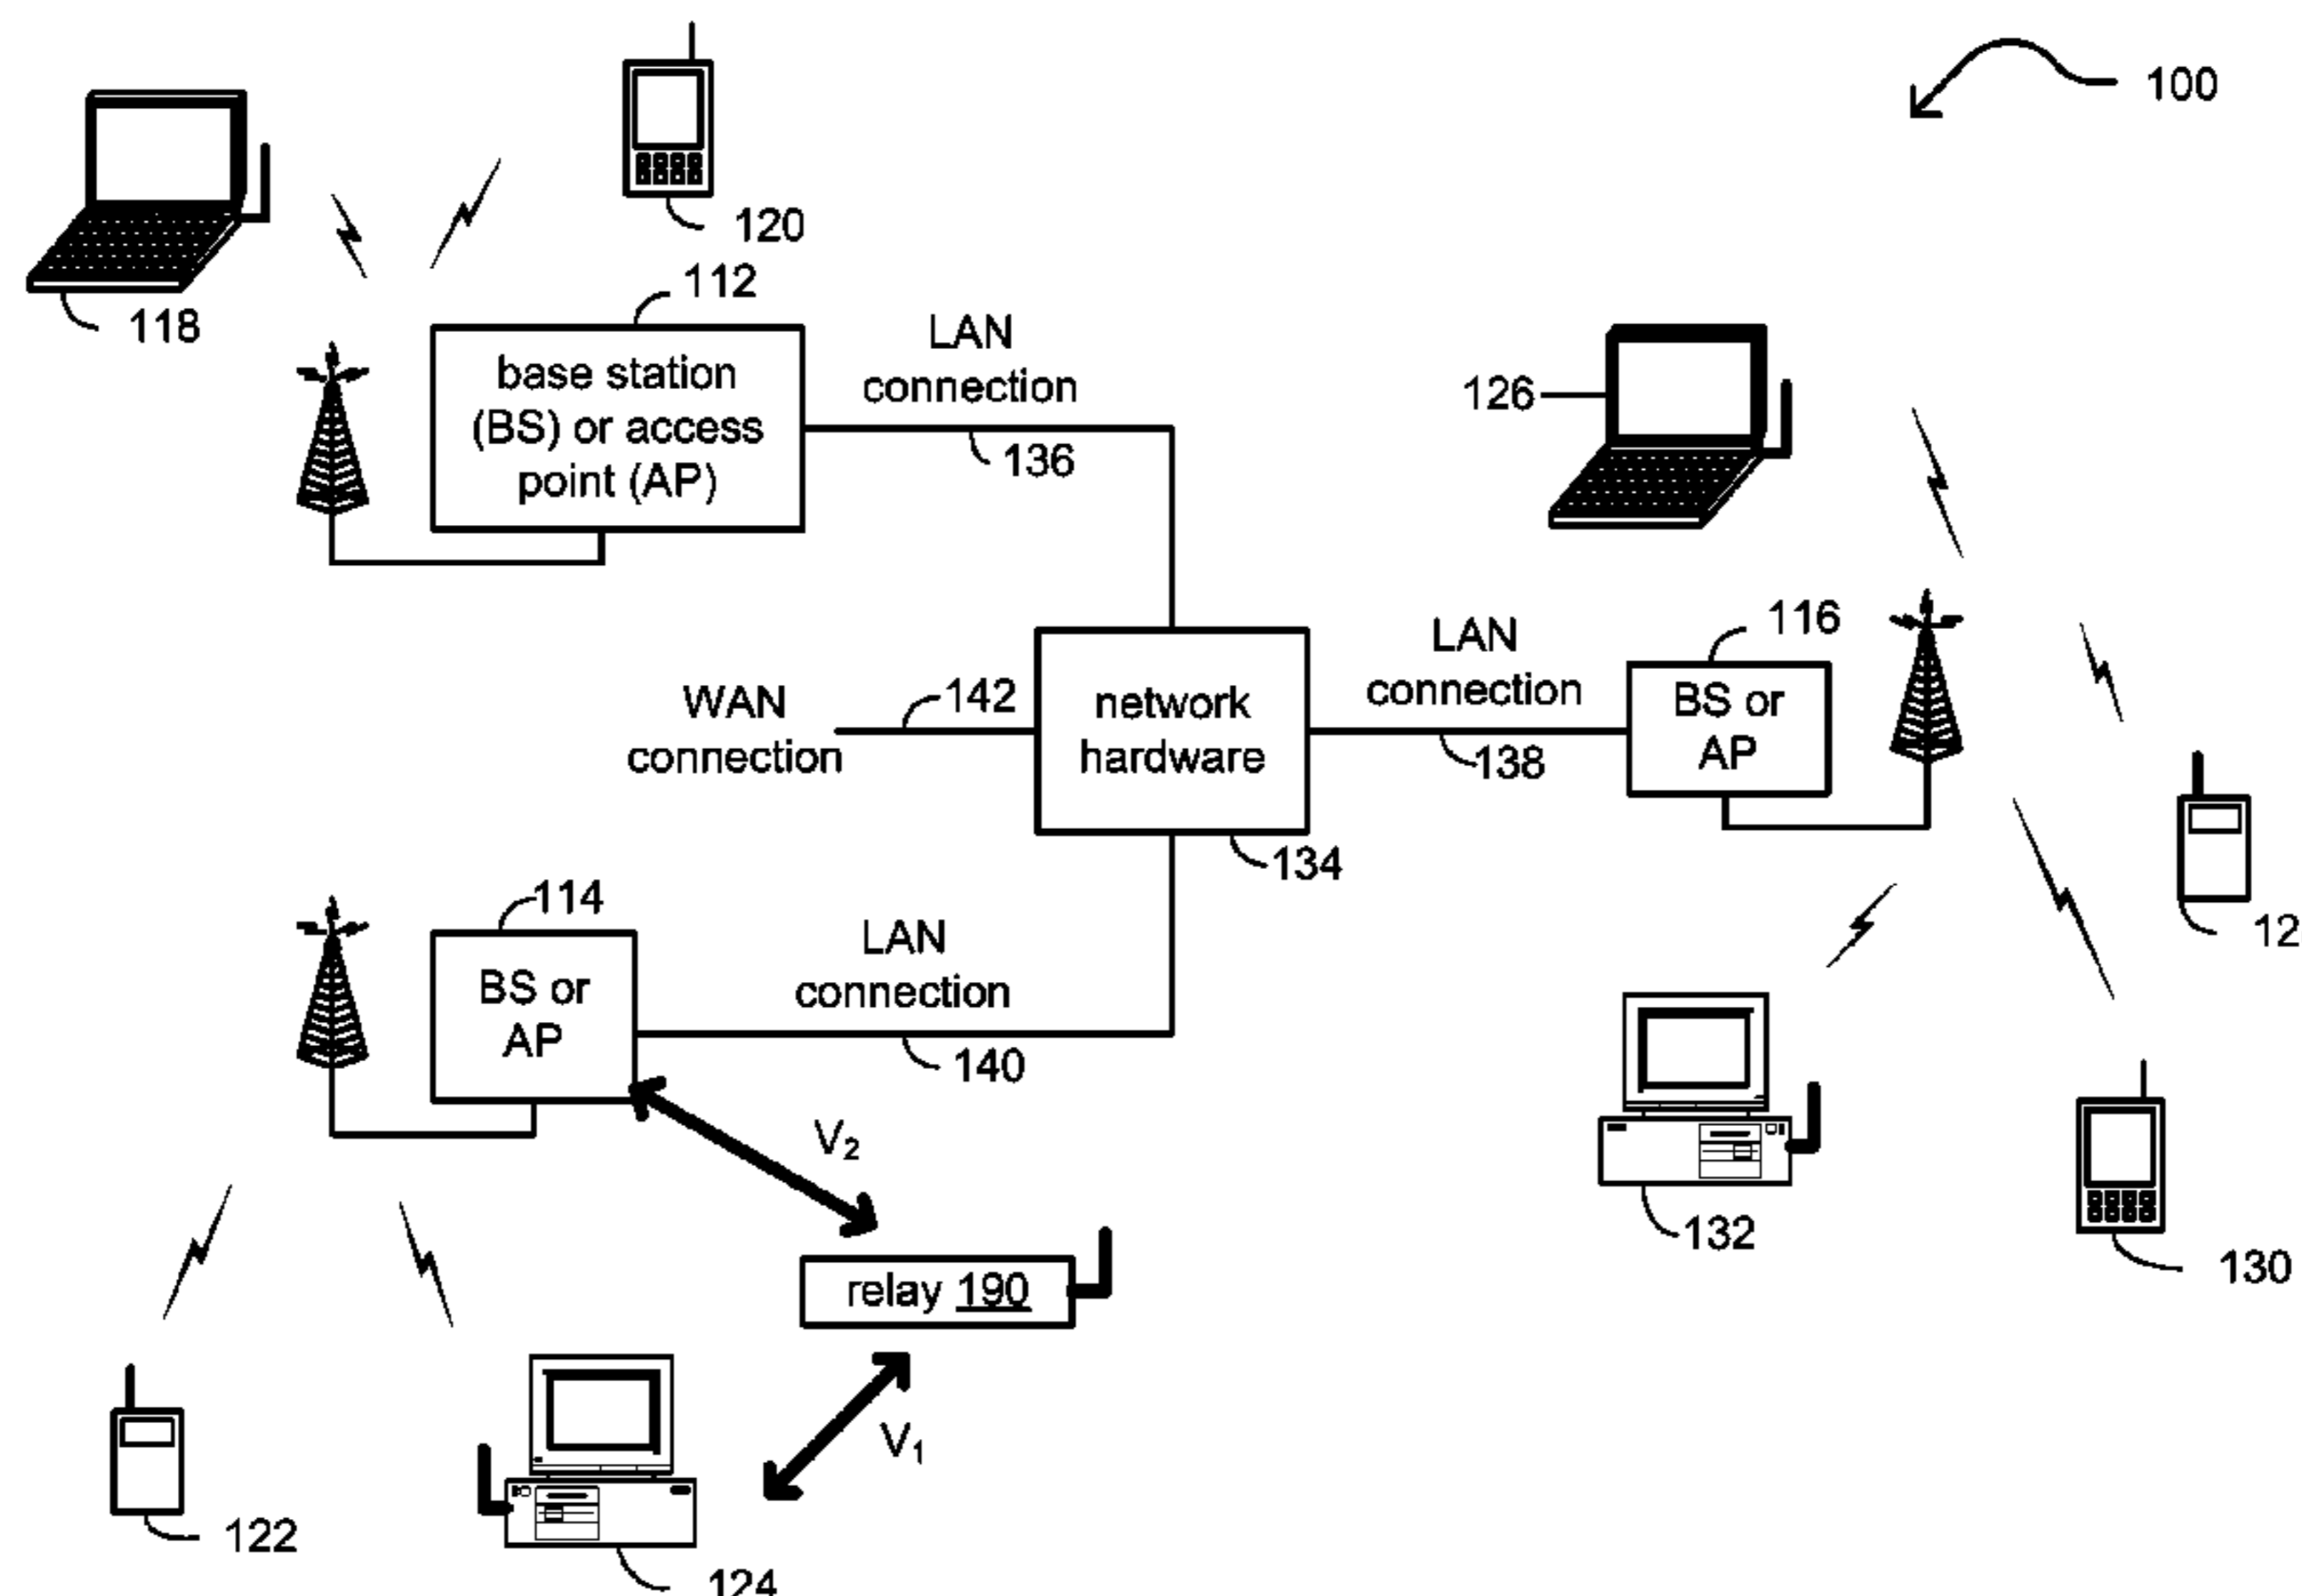 100
120
118
112
base station
(BS) or access
point (AP)
LAN
connection
136
126
116
LAN
connection
138
BS or
AP
WAN
connection
142
network
hardware
134
12
114
BS or
AP
LAN
connection
140
V₂
relay 190
V₁
132
130
122
124